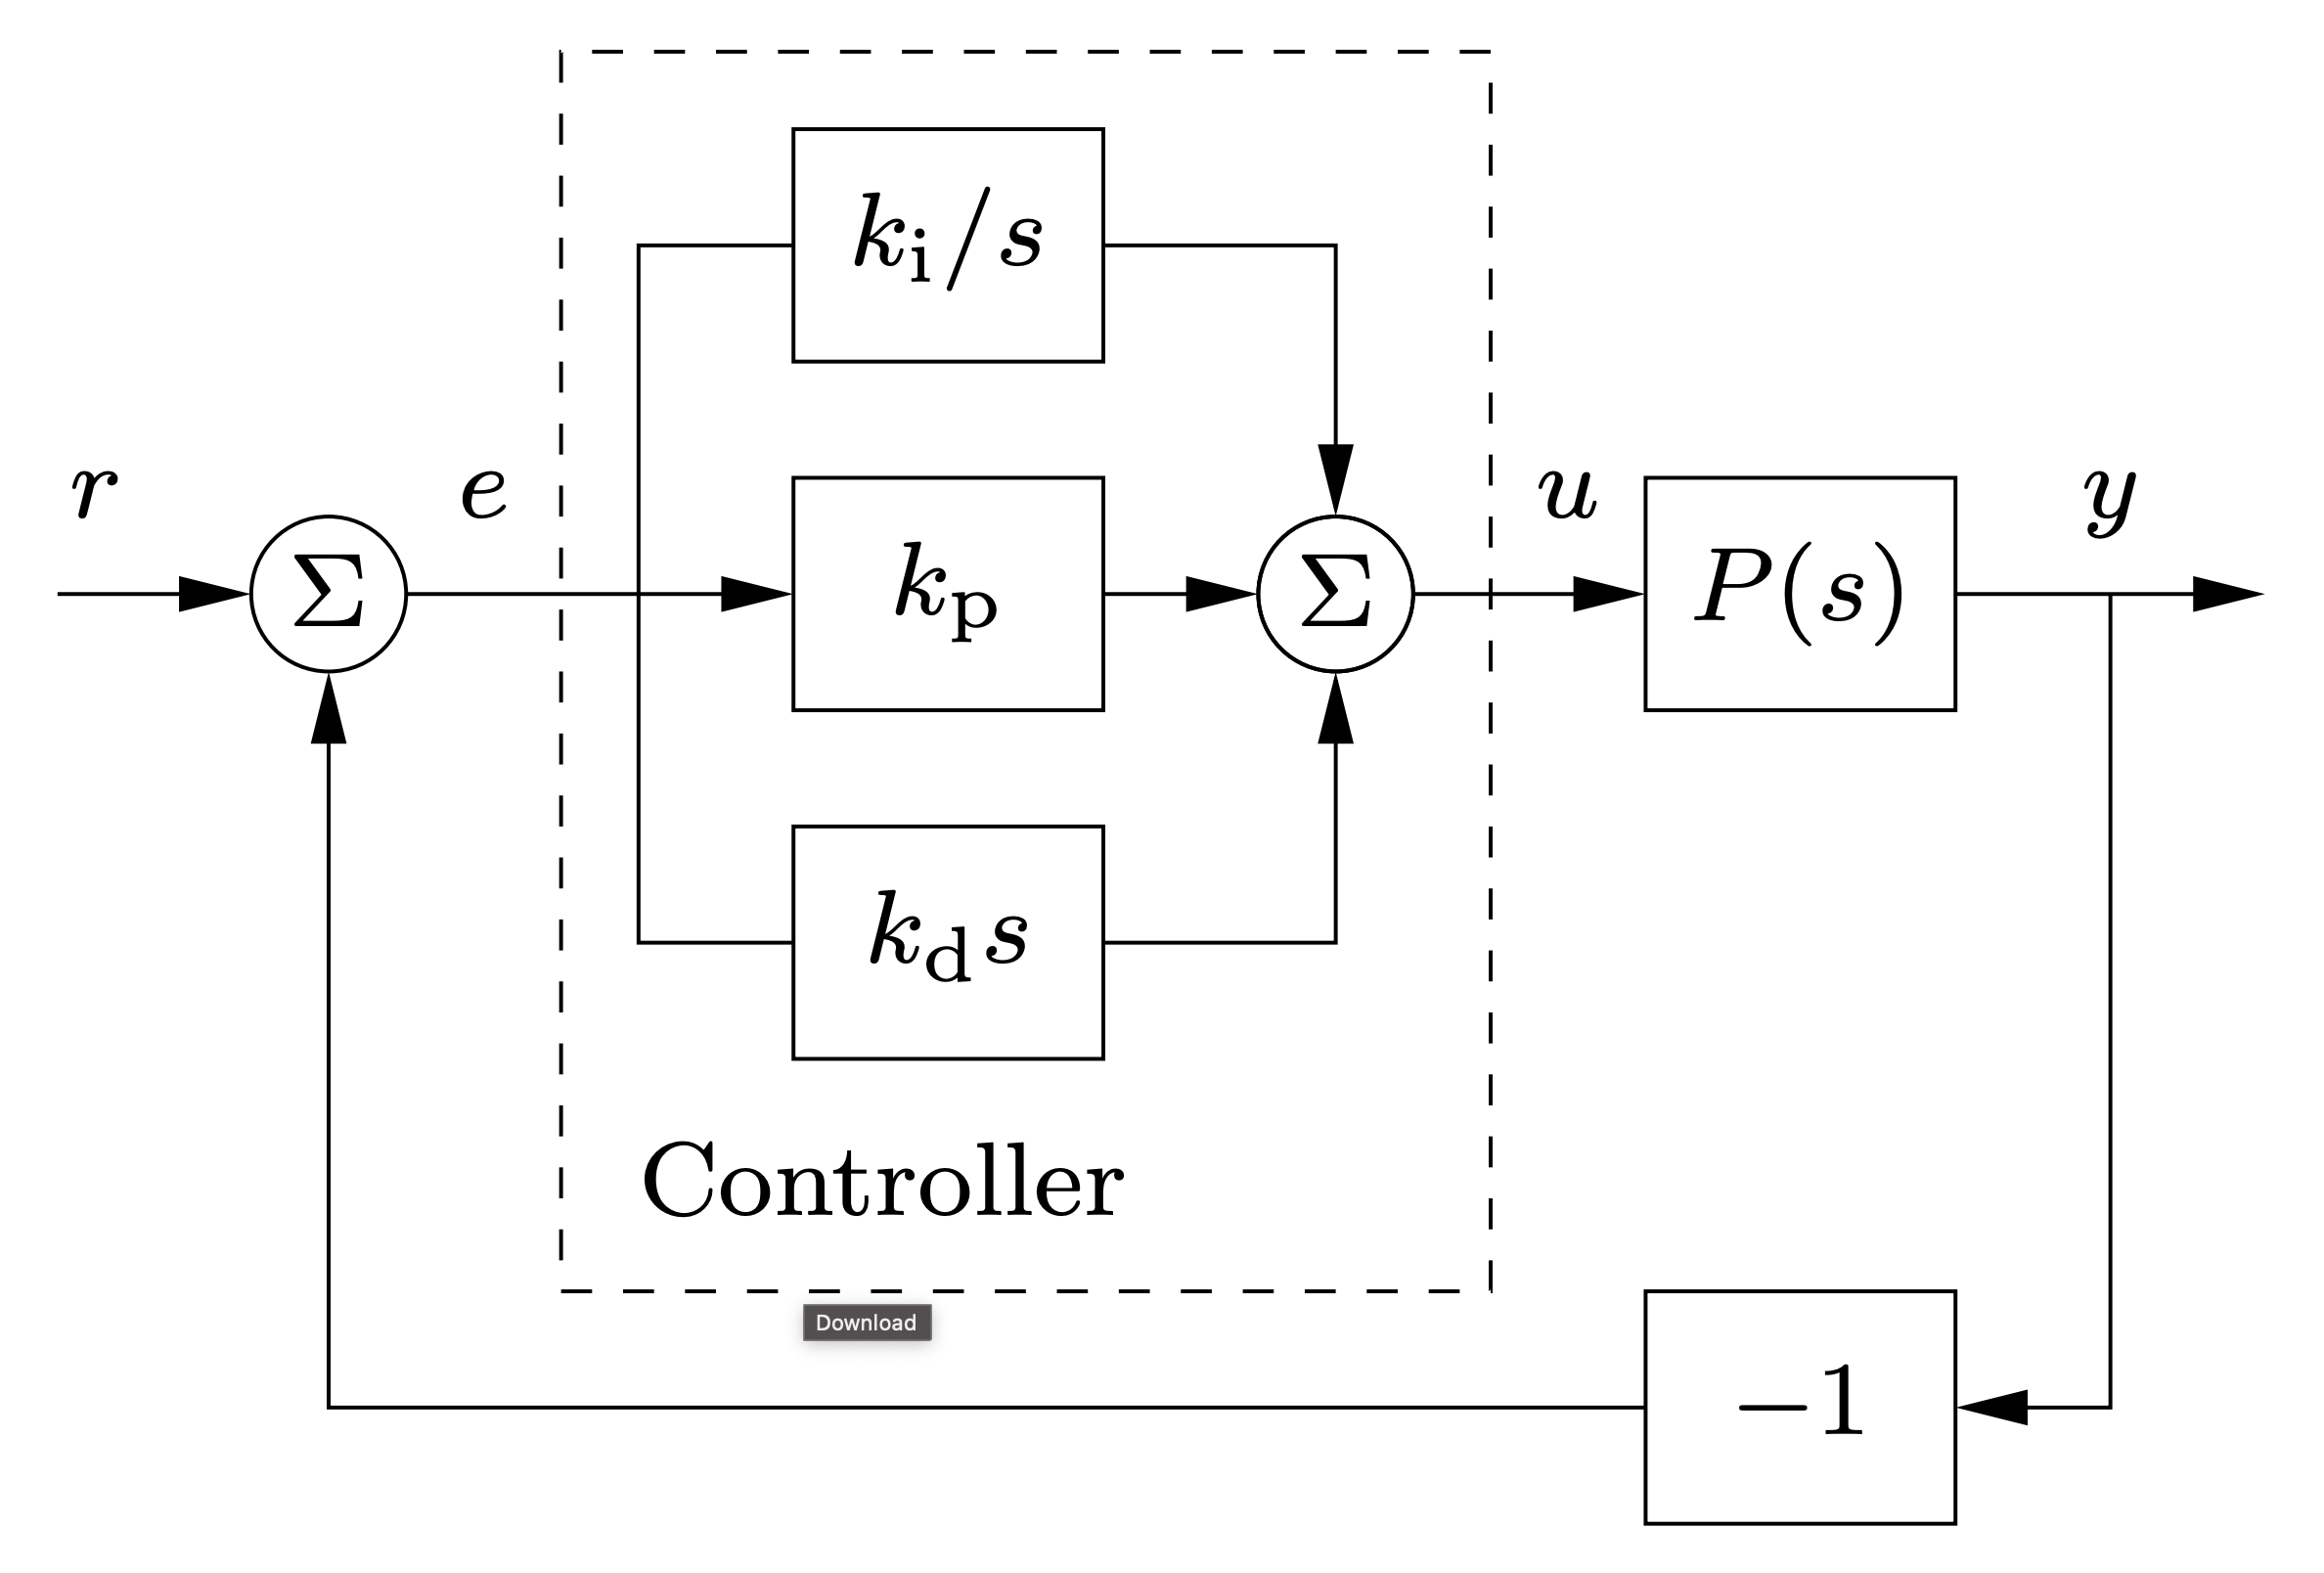 k_i/s
r
e
u
y
Σ
k_p
Σ
P(s)
k_d s
Controller
Download
−1